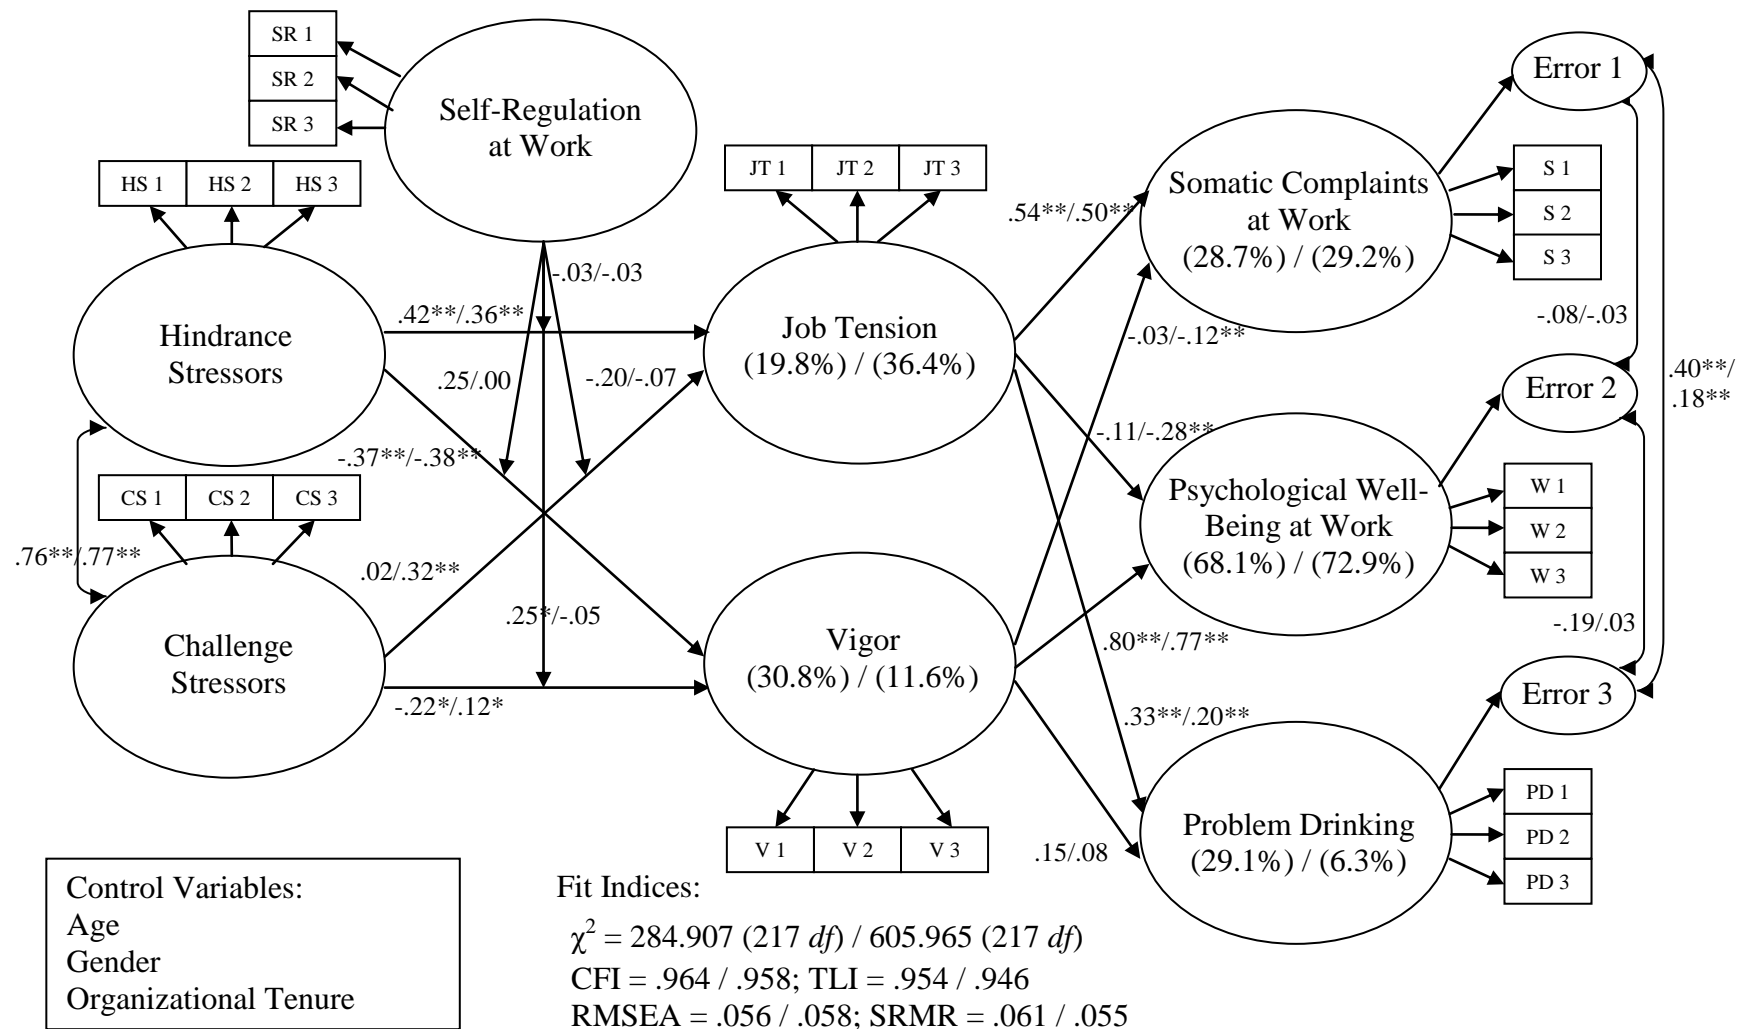 SR 1
SR 2
SR 3
Self-Regulation
at Work
HS 1 HS 2 HS 3
Hindrance
Stressors
CS 1 CS 2 CS 3
Challenge
Stressors
.76**/.77**
-.03/-.03
.42**/.36**
.25/.00
-.20/-.07
-.37**/-.38**
.02/.32**
.25*/-.05
-.22*/.12*
JT 1 JT 2 JT 3
Job Tension
(19.8%) / (36.4%)
Vigor
(30.8%) / (11.6%)
V 1 V 2 V 3
.54**/.50**
-.03/-.12**
-.11/-.28**
.80**/.77**
.33**/.20**
.15/.08
Somatic Complaints
at Work
(28.7%) / (29.2%)
S 1
S 2
S 3
Psychological Well-
Being at Work
(68.1%) / (72.9%)
W 1
W 2
W 3
Problem Drinking
(29.1%) / (6.3%)
PD 1
PD 2
PD 3
Error 1
Error 2
Error 3
-.08/-.03
.40**/
.18**
-.19/.03
Control Variables:
Age
Gender
Organizational Tenure
Fit Indices:
χ² = 284.907 (217 df) / 605.965 (217 df)
CFI = .964 / .958; TLI = .954 / .946
RMSEA = .056 / .058; SRMR = .061 / .055